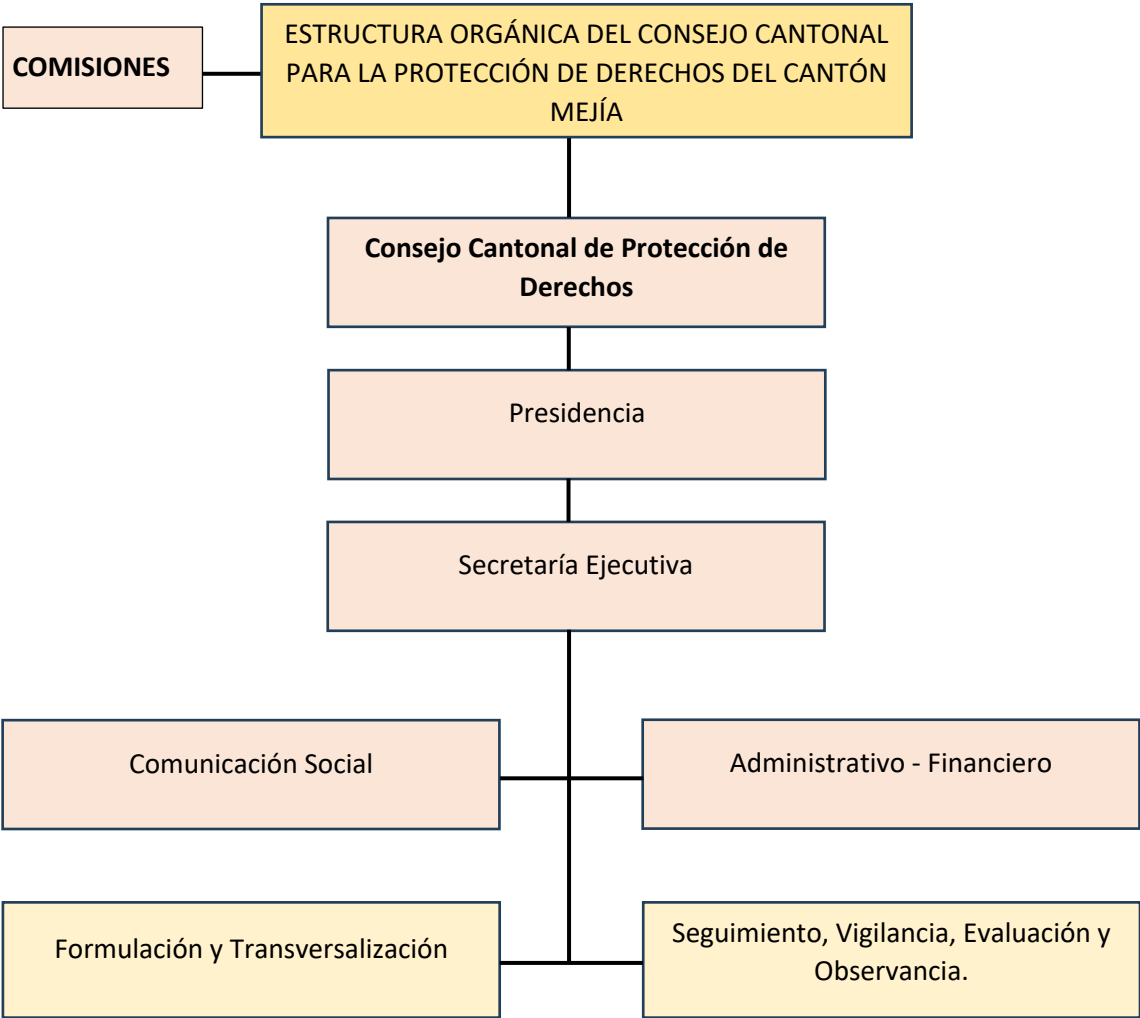 COMISIONES
ESTRUCTURA ORGÁNICA DEL CONSEJO CANTONAL
PARA LA PROTECCIÓN DE DERECHOS DEL CANTÓN
MEJÍA
Consejo Cantonal de Protección de
Derechos
Presidencia
Secretaría Ejecutiva
Comunicación Social
Administrativo - Financiero
Formulación y Transversalización
Seguimiento, Vigilancia, Evaluación y
Observancia.